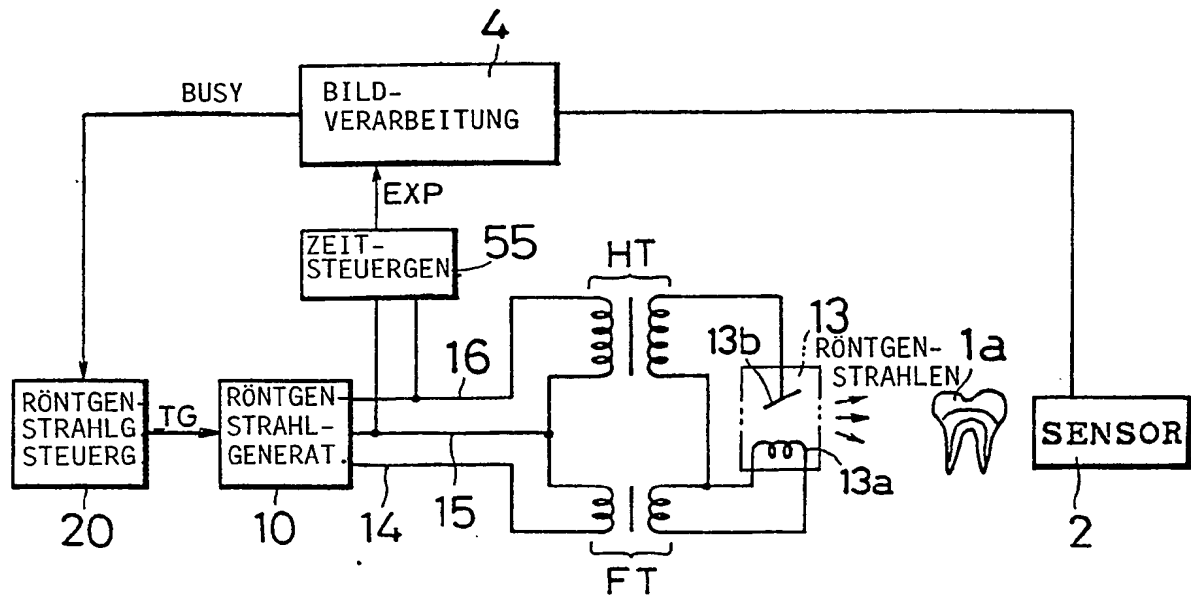 4
BUSY
BILD-
VERARBEITUNG
EXP
ZEIT-
STEUERGEN
55
HT
13
13b
RÖNTGEN-
STRAHLEN
1a
16
RÖNTGEN-
STRAHLG
STEUERG
TG
RÖNTGEN-
STRAHL-
GENERAT.
SENSOR
15
14
13a
20
10
2
FT